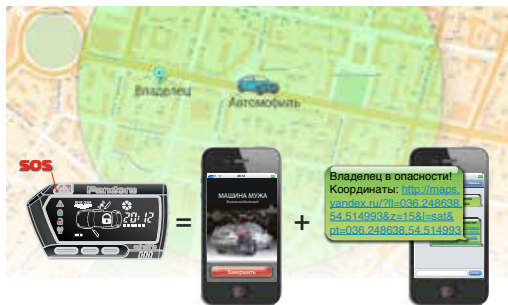 Владелец
Автомобиль
SOS
Pandora
20:12
=
МАШИНА МУЖА
Завершить
+
Владелец в опасности!
Координаты: http://maps.
yandex.ru/?ll=036.248638,
54.514993&z=15&l=sat&
pt=036.248638,54.514993